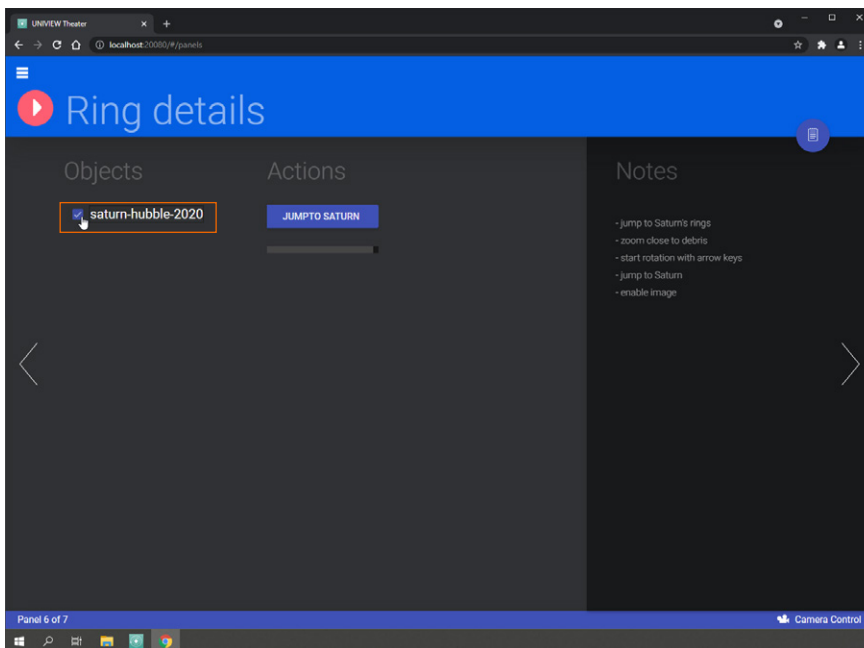 UNIVIEW Theater
localhost:20080/#/panels
Ring details
Objects
Actions
Notes
saturn-hubble-2020
JUMPTO SATURN
- jump to Saturn's rings
- zoom close to debris
- start rotation with arrow keys
- jump to Saturn
- enable image
Panel 6 of 7
Camera Control